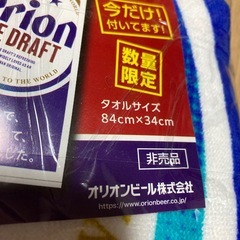 Orion
THE DRAFT
今だけ!
付いてます!
数量
限定
タオルサイズ
84cm×34cm
非売品
オリオンビール株式会社
https://www.orionbeer.co.jp/